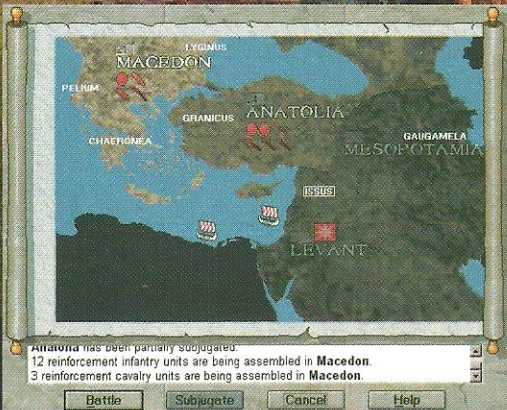 LYGINUS
MACEDON
PELIUM
GRANICUS
ANATOLIA
CHAERONEA
GAUGAMELA
MESOPOTAMIA
ISSUS
LEVANT
Anatolia has been partially subjugated
12 reinforcement infantry units are being assembled in Macedon.
3 reinforcement cavalry units are being assembled in Macedon.
Battle
Subjugate
Cancel
Help